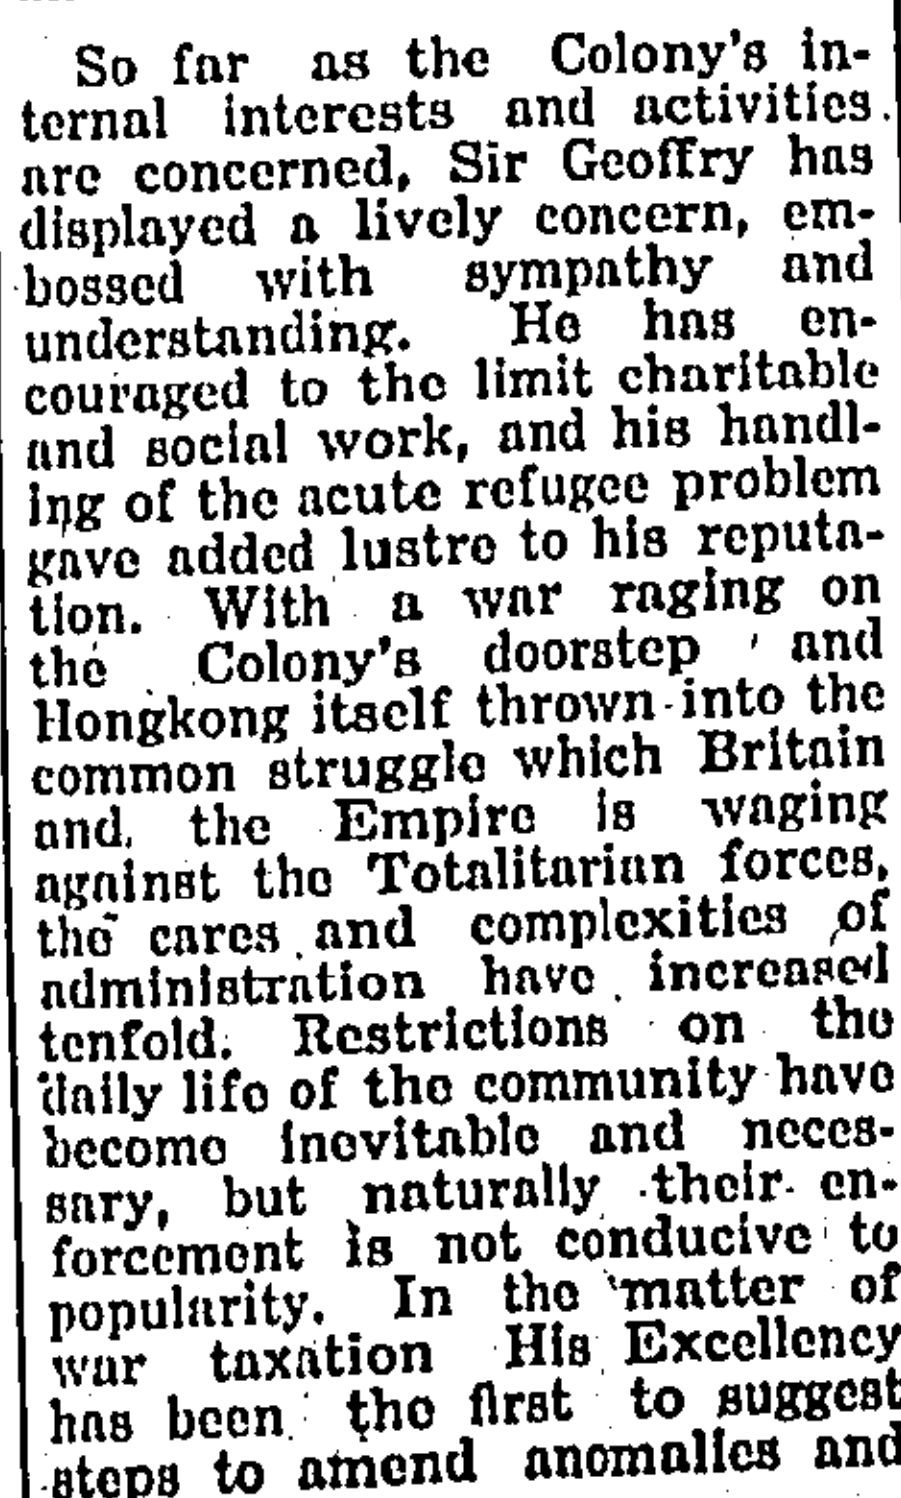 So far as the Colony's in-
ternal interests and activities
are concerned, Sir Geoffry has
displayed a lively concern, em-
bossed with sympathy and
understanding. He has en-
couraged to the limit charitable
and social work, and his handl-
ing of the acute refugee problem
gave added lustre to his reputa-
tion. With a war raging on
the Colony's doorstep and
Hongkong itself thrown into the
common struggle which Britain
and the Empire is waging
against the Totalitarian forces,
the cares and complexities of
administration have increased
tenfold. Restrictions on the
daily life of the community have
become inevitable and neces-
sary, but naturally their en-
forcement is not conducive to
popularity. In the matter of
war taxation His Excellency
has been the first to suggest
steps to amend anomalies and